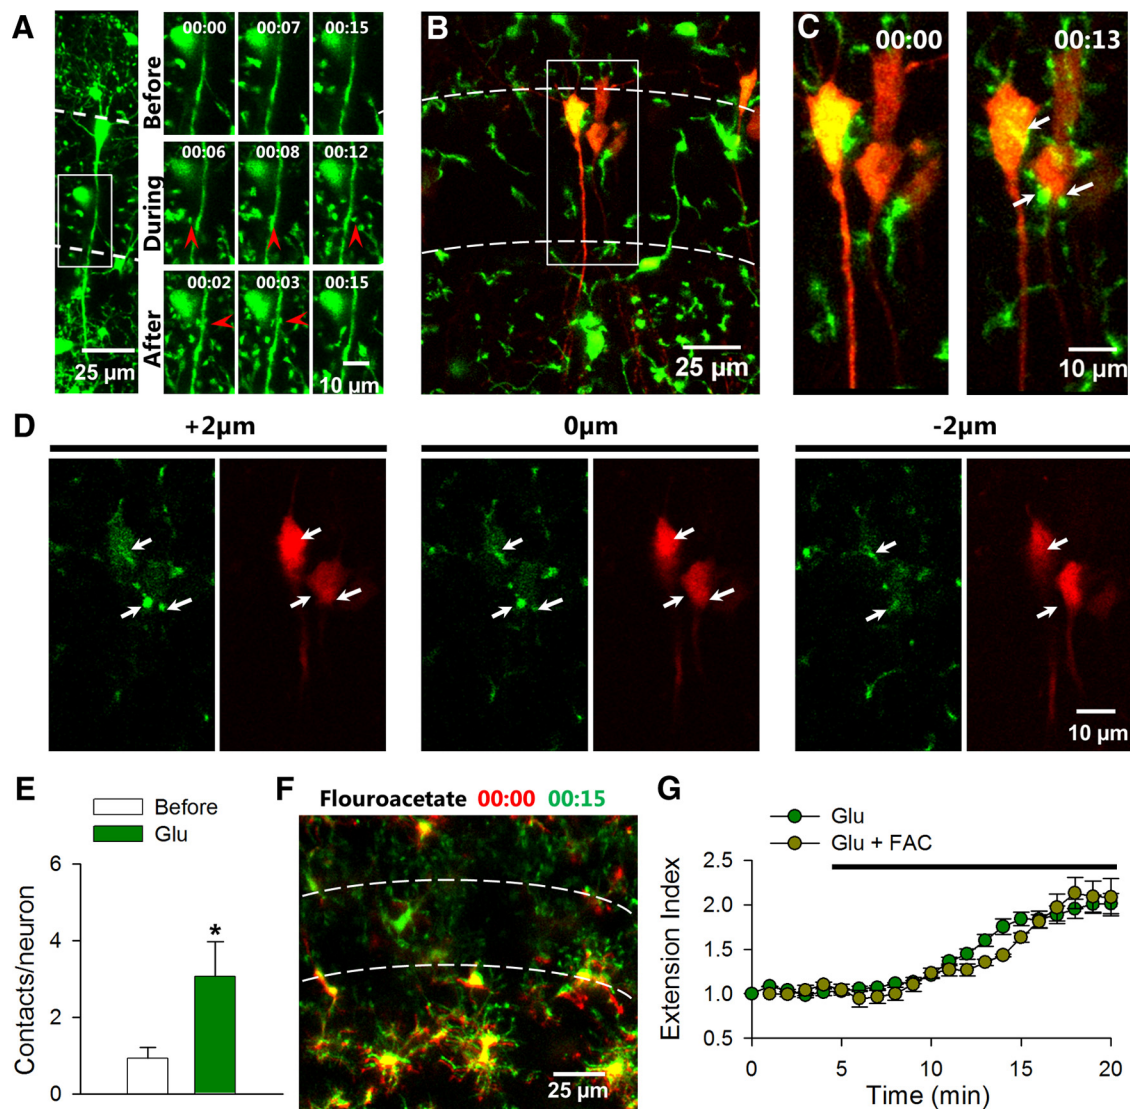 A
Before
00:00
00:07
00:15
During
00:06
00:08
00:12
After
00:02
00:03
00:15
25 µm
10 µm
B
25 µm
C
00:00
00:13
10 µm
D
+2µm
0µm
-2µm
10 µm
E
Before
Glu
Contacts/neuron
6
4
2
0
*
F
Flouroacetate 00:00 00:15
25 µm
G
Glu
Glu + FAC
Extension Index
2.5
2.0
1.5
1.0
0.5
0 5 10 15 20
Time (min)